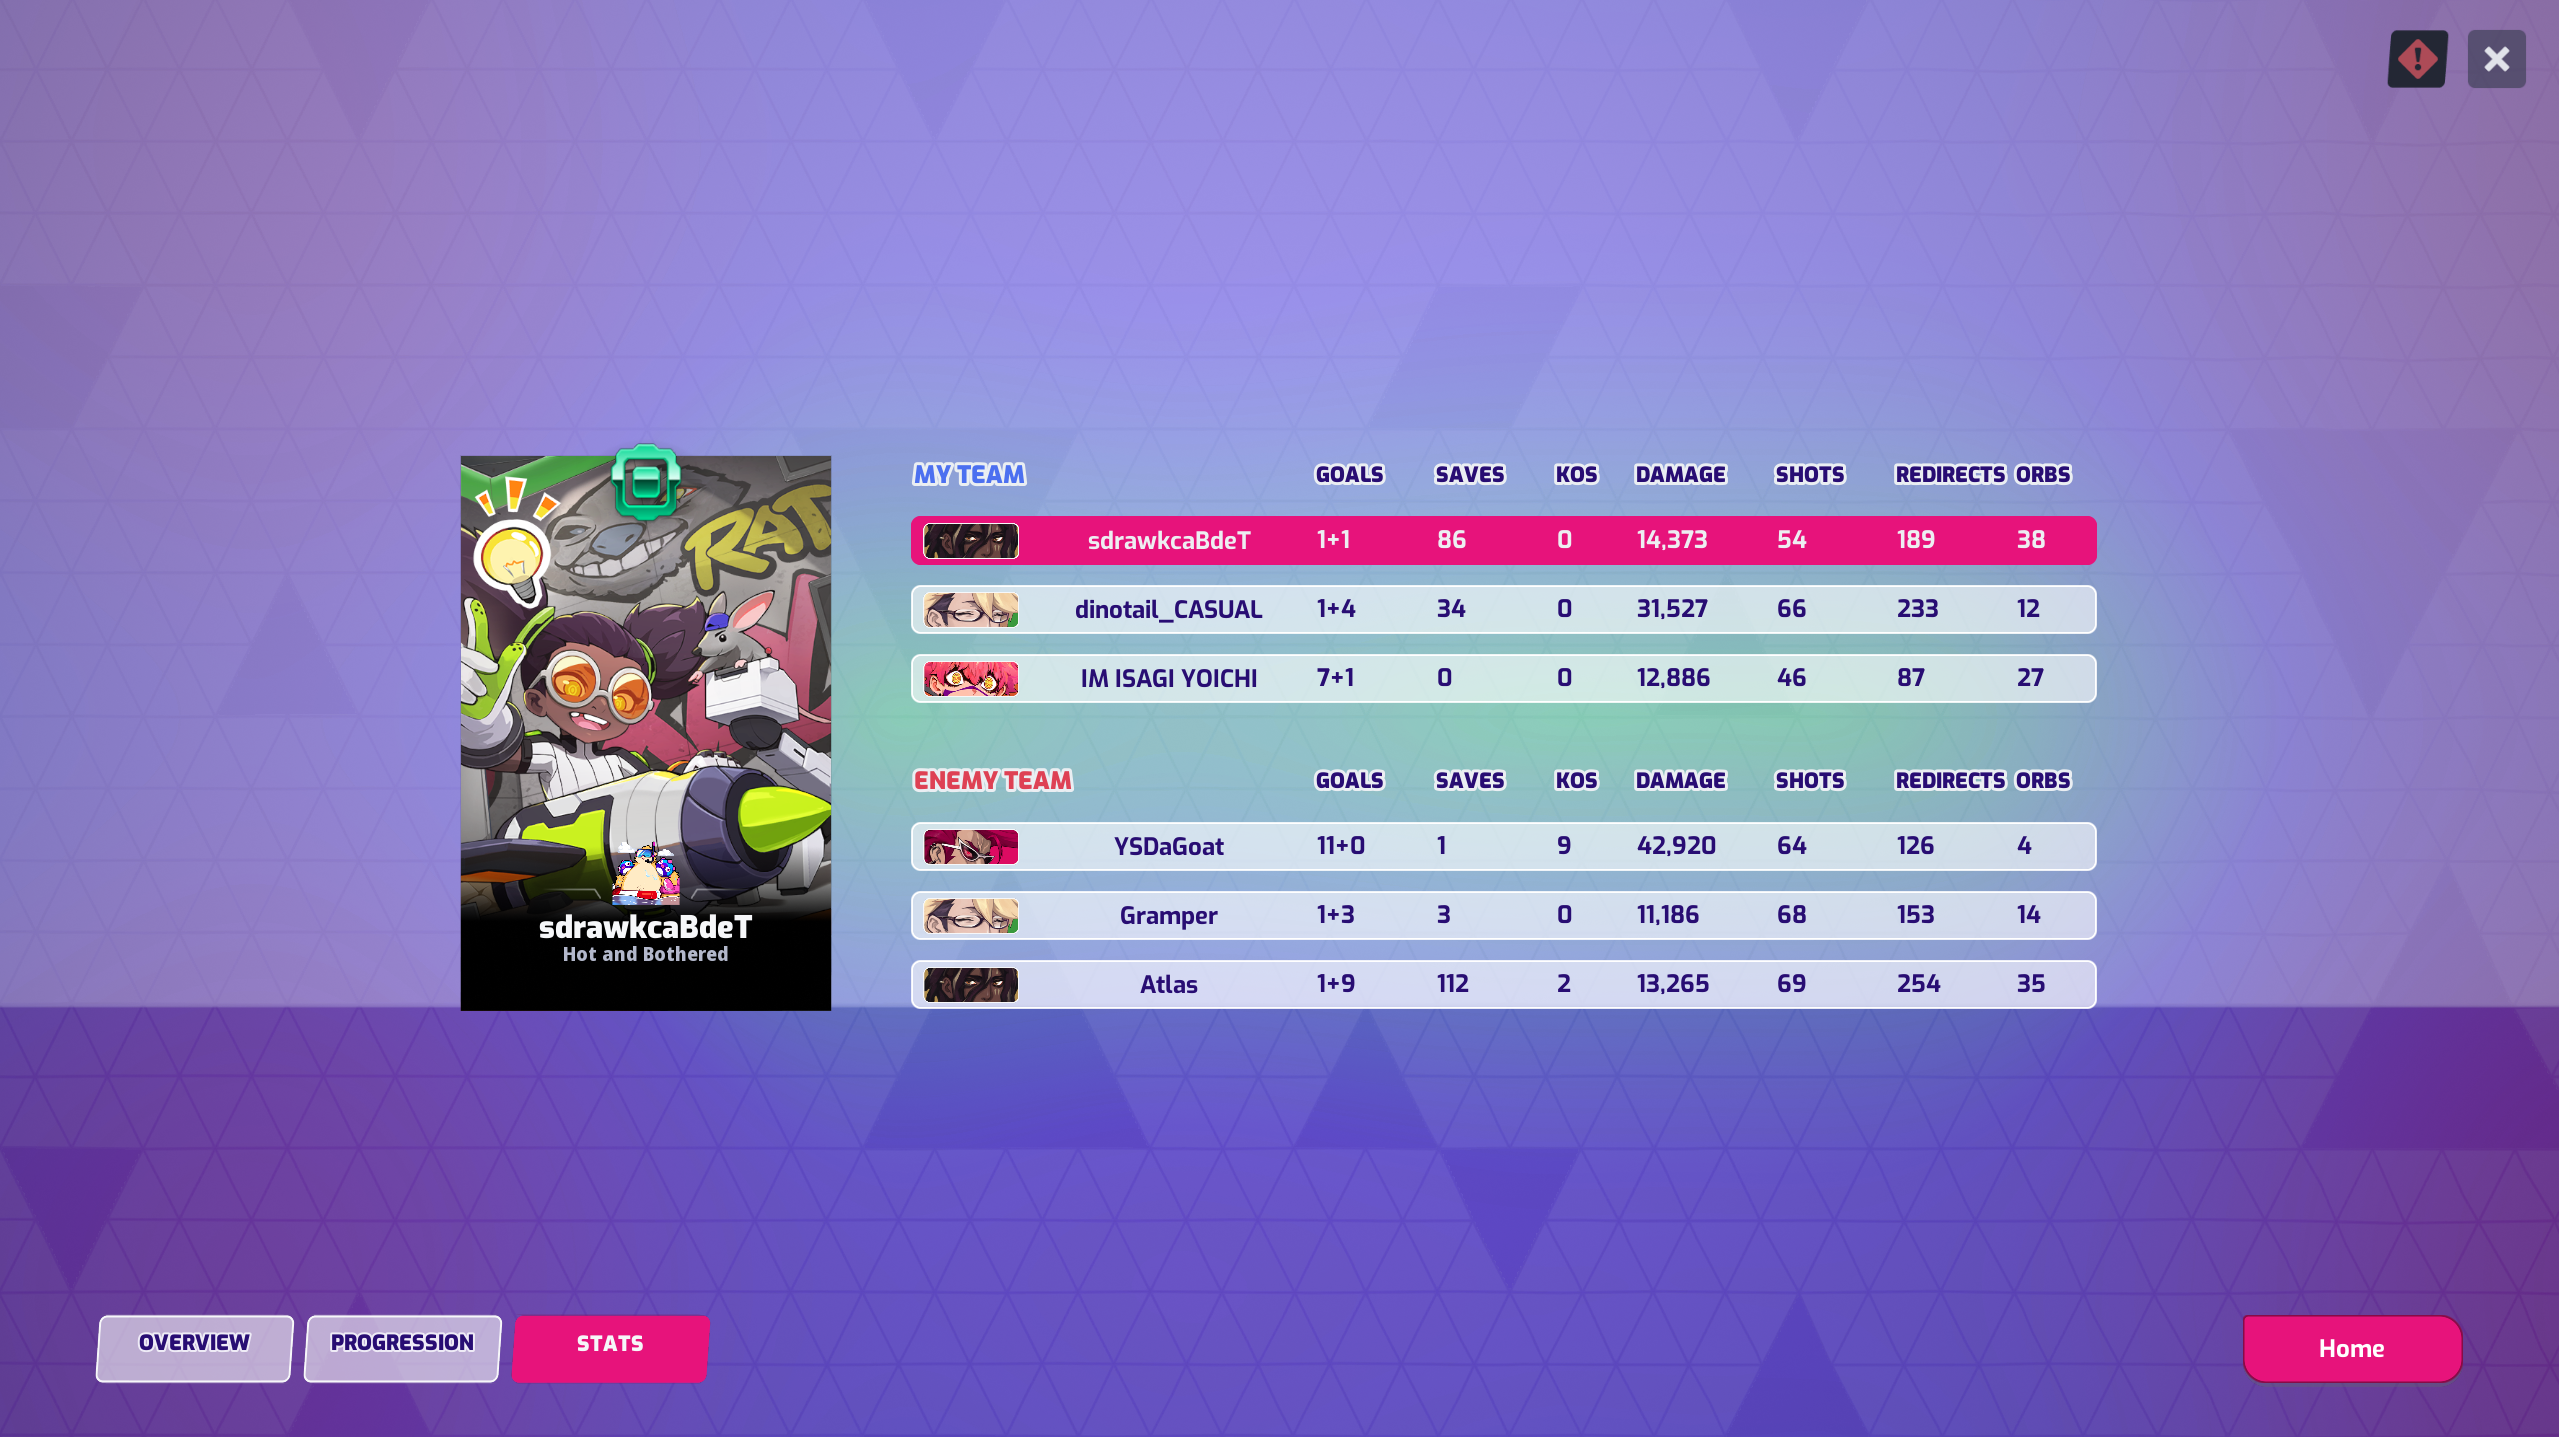 RAT
sdrawkcaBdeT
Hot and Bothered
MY TEAM GOALS SAVES KOS DAMAGE SHOTS REDIRECTS ORBS
sdrawkcaBdeT 1+1 86 0 14,373 54 189 38
dinotail_CASUAL 1+4 34 0 31,527 66 233 12
IM ISAGI YOICHI 7+1 0 0 12,886 46 87 27
ENEMY TEAM GOALS SAVES KOS DAMAGE SHOTS REDIRECTS ORBS
YSDaGoat 11+0 1 9 42,920 64 126 4
Gramper 1+3 3 0 11,186 68 153 14
Atlas 1+9 112 2 13,265 69 254 35
OVERVIEW PROGRESSION STATS
Home